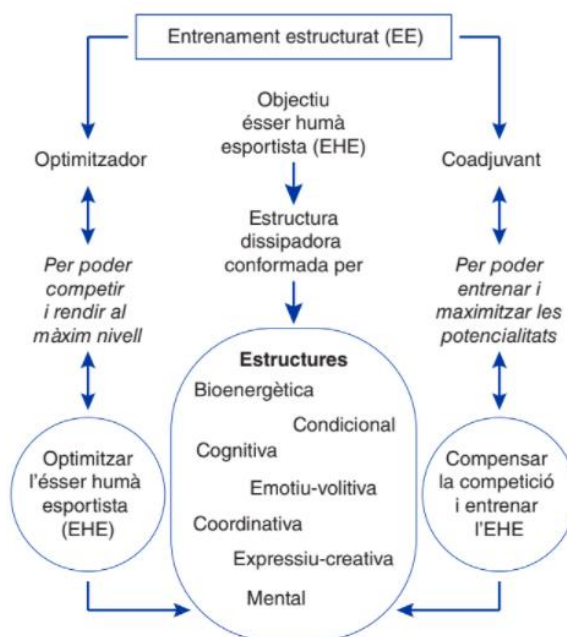 Entrenament estructurat (EE)
Objectiu
ésser humà
esportista (EHE)
Optimitzador
Coadjuvant
Estructura
dissipadora
conformada per
Per poder
competir
i rendir al
màxim nivell
Per poder
entrenar i
maximitzar les
potencialitats
Estructures
Bioenergètica
Condicional
Cognitiva
Emotiu-volitiva
Coordinativa
Expressiu-creativa
Mental
Optimitzar
l'ésser humà
esportista
(EHE)
Compensar
la competició
i entrenar
l'EHE